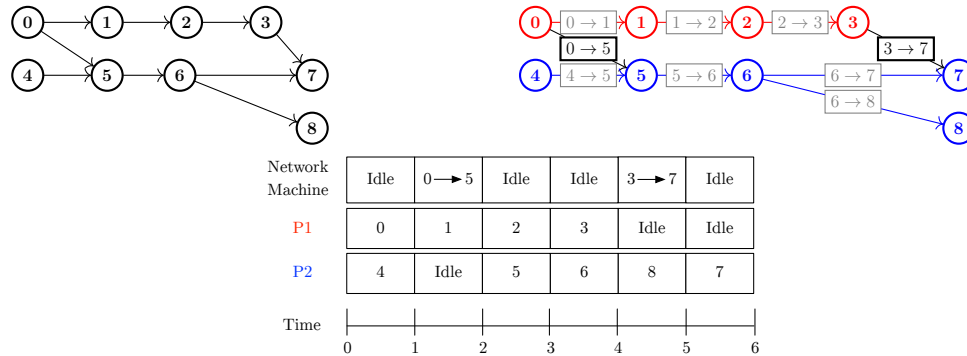 0 1 2 3
4 5 6 7
8
0 0 → 1 1 1 → 2 2 2 → 3 3
0 → 5 3 → 7
4 4 → 5 5 5 → 6 6 6 → 7 7
6 → 8
8
Network
Machine Idle 0 → 5 Idle Idle 3 → 7 Idle
P1 0 1 2 3 Idle Idle
P2 4 Idle 5 6 8 7
Time
0 1 2 3 4 5 6